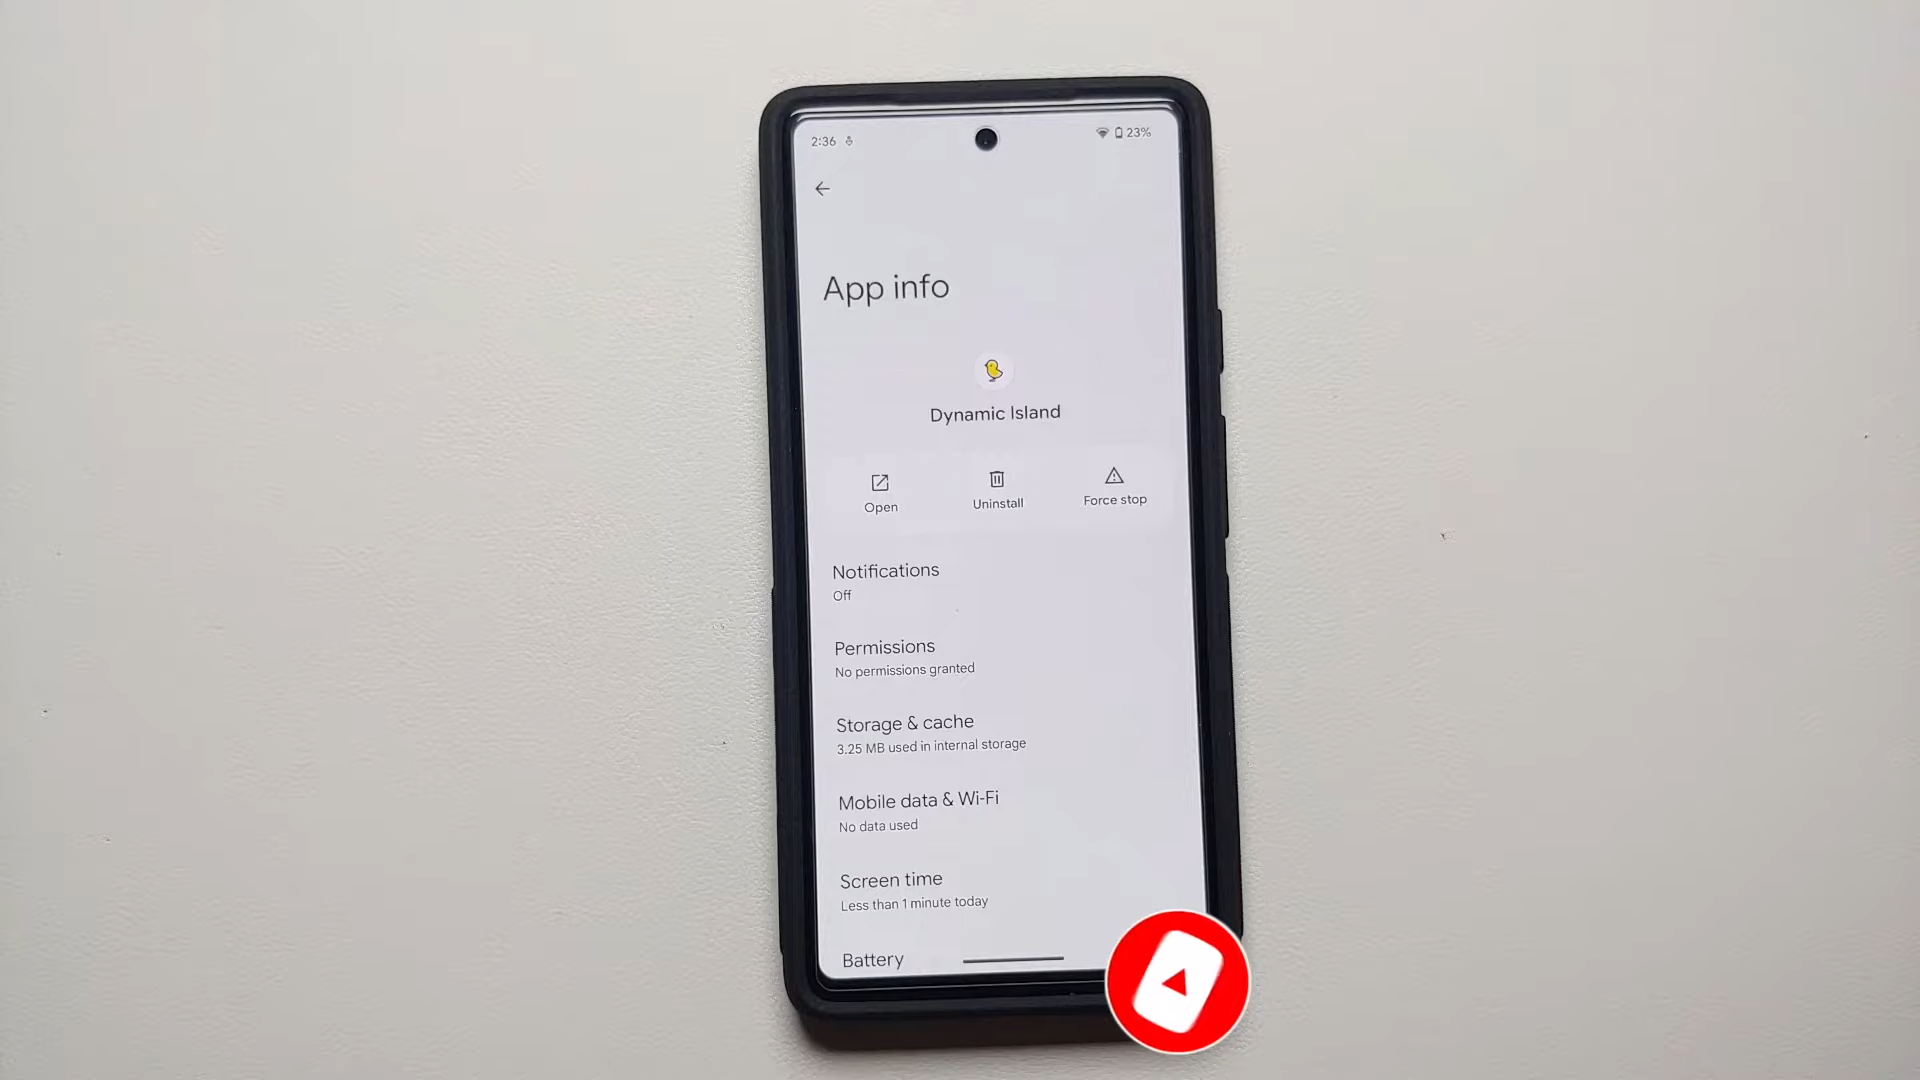 2:36
23%
App info
Dynamic Island
Open
Uninstall
Force stop
Notifications
Off
Permissions
No permissions granted
Storage & cache
3.25 MB used in internal storage
Mobile data & Wi-Fi
No data used
Screen time
Less than 1 minute today
Battery